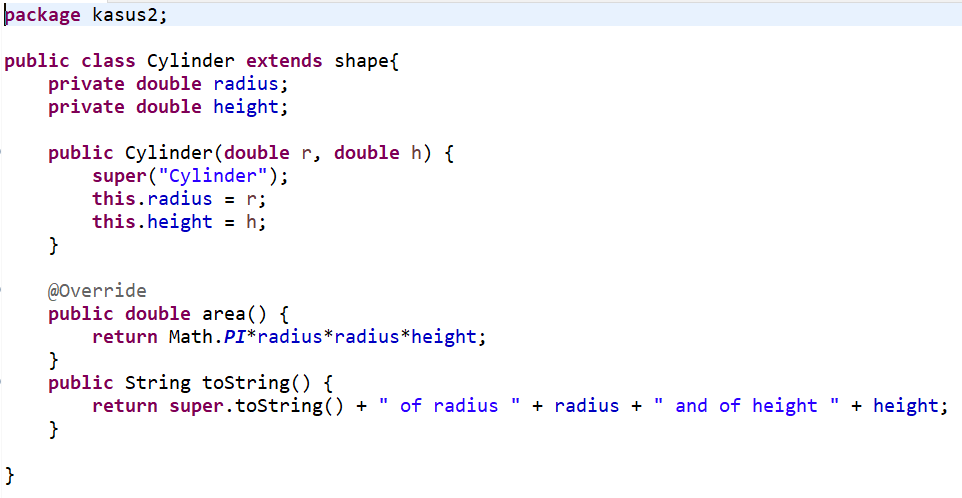 package kasus2;
public class Cylinder extends shape{
    private double radius;
    private double height;
    public Cylinder(double r, double h) {
        super("Cylinder");
        this.radius = r;
        this.height = h;
    }
    @Override
    public double area() {
        return Math.PI*radius*radius*height;
    }
    public String toString() {
        return super.toString() + " of radius " + radius + " and of height " + height;
    }
}